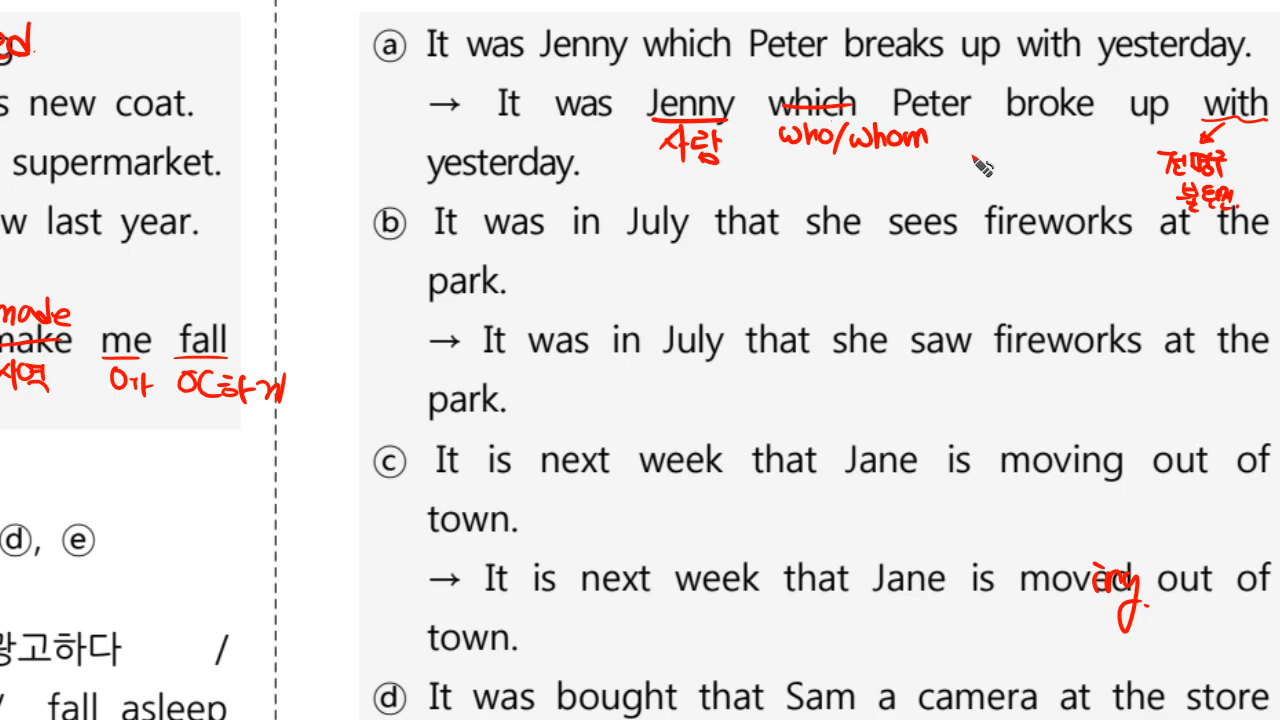 ed
s new coat.
supermarket.
w last year.
made
make me fall
사역 O가 OC하게
ⓓ, ⓔ
광고하다 /
/ fall asleep
ⓐ It was Jenny which Peter breaks up with yesterday.
→ It was Jenny which Peter broke up with
사람 who/whom
전명구
불투명.
yesterday.
ⓑ It was in July that she sees fireworks at the
park.
→ It was in July that she saw fireworks at the
park.
ⓒ It is next week that Jane is moving out of
town.
→ It is next week that Jane is moved out of
ing.
town.
ⓓ It was bought that Sam a camera at the store